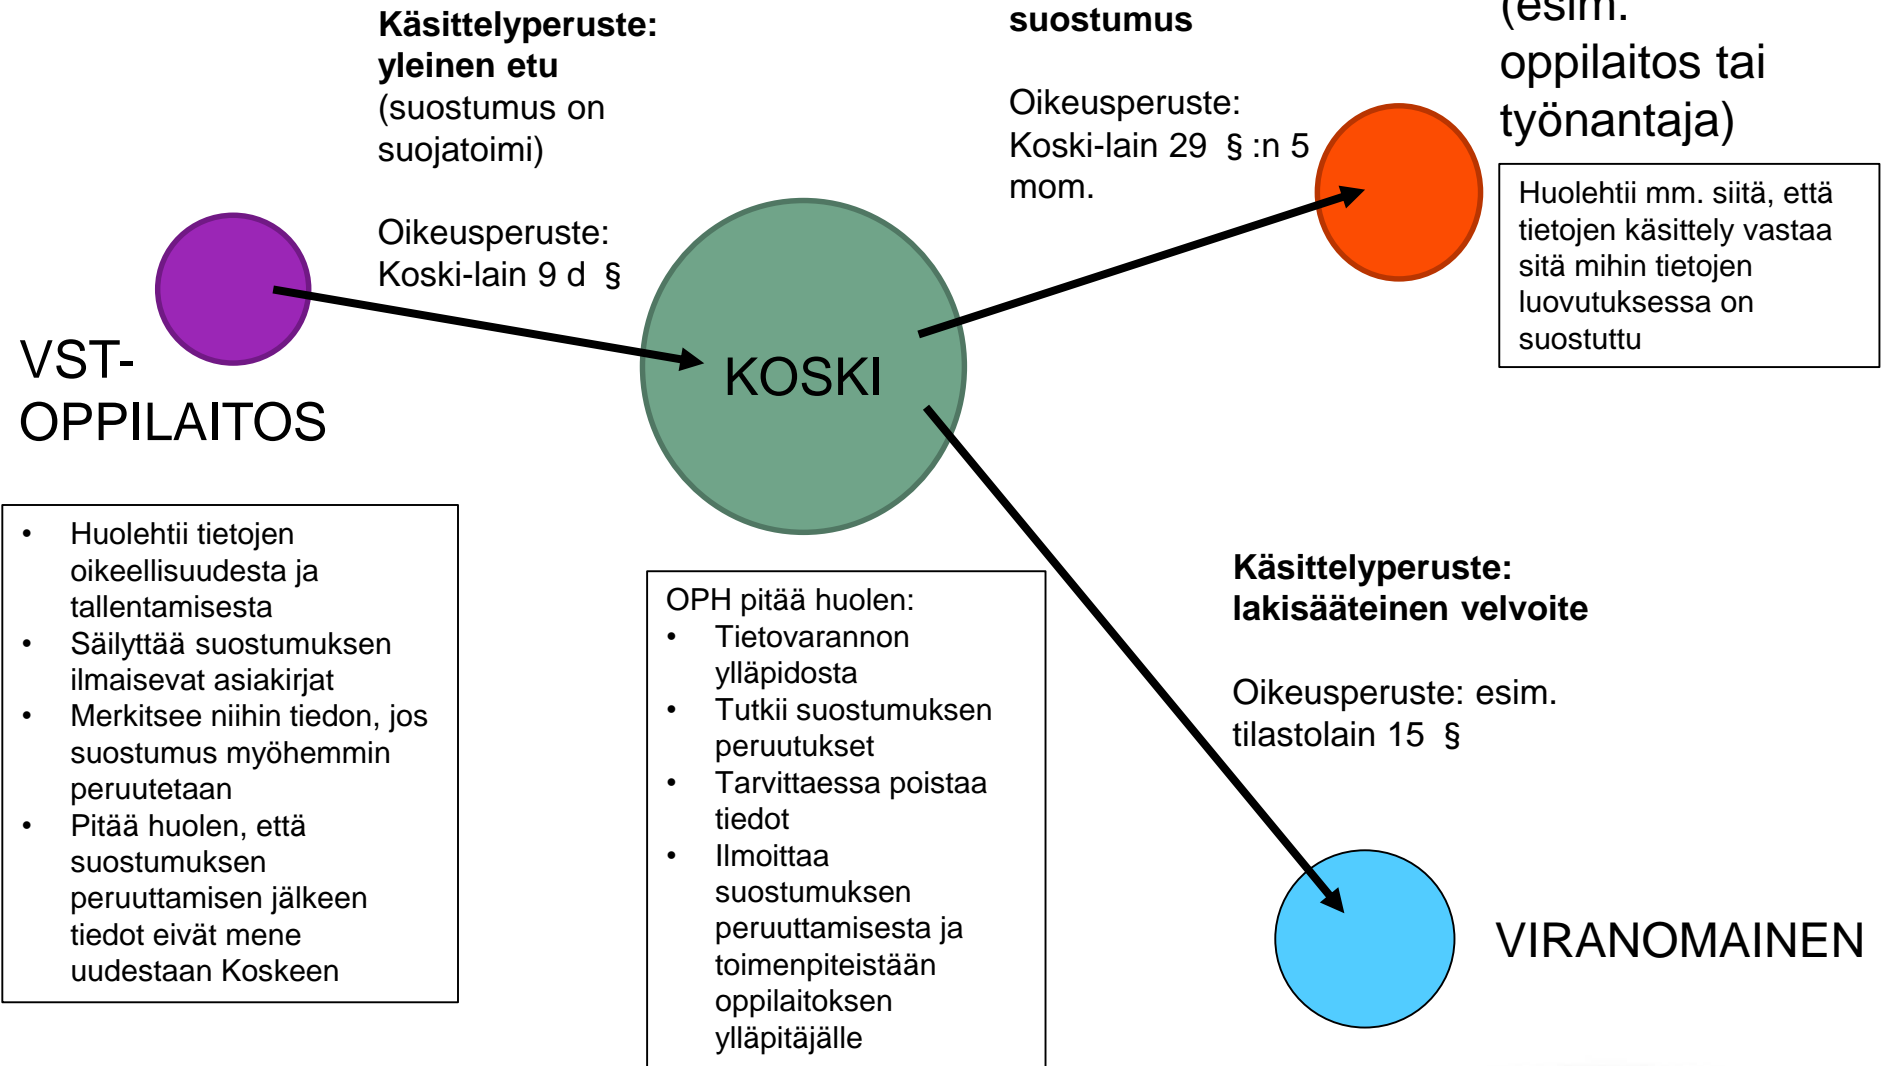 Käsittelyperuste:
yleinen etu
(suostumus on
suojatoimi)
Oikeusperuste:
Koski-lain 9 d §
suostumus
Oikeusperuste:
Koski-lain 29 § :n 5
mom.
(esim.
oppilaitos tai
työnantaja)
Huolehtii mm. siitä, että
tietojen käsittely vastaa
sitä mihin tietojen
luovutuksessa on
suostuttu
VST-
OPPILAITOS
KOSKI
• Huolehtii tietojen
oikeellisuudesta ja
tallentamisesta
• Säilyttää suostumuksen
ilmaisevat asiakirjat
• Merkitsee niihin tiedon, jos
suostumus myöhemmin
peruutetaan
• Pitää huolen, että
suostumuksen
peruuttamisen jälkeen
tiedot eivät mene
uudestaan Koskeen
OPH pitää huolen:
• Tietovarannon
ylläpidosta
• Tutkii suostumuksen
peruutukset
• Tarvittaessa poistaa
tiedot
• Ilmoittaa
suostumuksen
peruuttamisesta ja
toimenpiteistään
oppilaitoksen
ylläpitäjälle
Käsittelyperuste:
lakisääteinen velvoite
Oikeusperuste: esim.
tilastolain 15 §
VIRANOMAINEN